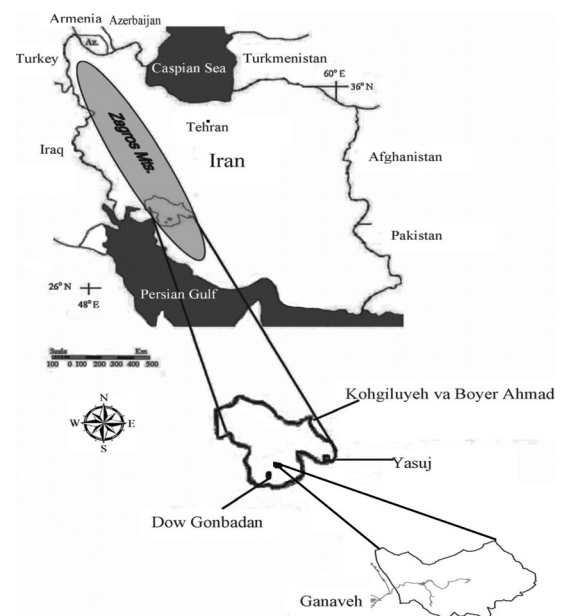 Armenia Azerbaijan
Az.
Turkey
Caspian Sea
Turkmenistan
60° E
36° N
Zagros Mts.
Tehran
Iraq
Iran
Afghanistan
Pakistan
26° N
48° E
Persian Gulf
Scale Km
100 0 100 200 300 400 500
N
W E
S
Kohgiluyeh va Boyer Ahmad
Yasuj
Dow Gonbadan
Ganaveh